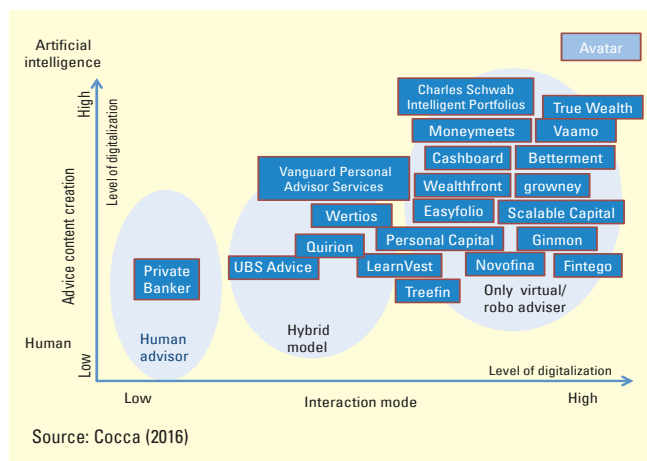 Artificial
intelligence
Avatar
High
Level of digitalization
Charles Schwab
Intelligent Portfolios
True Wealth
Moneymeets
Vaamo
Cashboard
Betterment
Vanguard Personal
Advisor Services
Wealthfront
growney
Advice content creation
Wertios
Easyfolio
Scalable Capital
Quirion
Personal Capital
Ginmon
Private
Banker
UBS Advice
LearnVest
Novofina
Fintego
Treefin
Only virtual/
robo adviser
Human
Human
advisor
Hybrid
model
Low
Level of digitalization
Low
Interaction mode
High
Source: Cocca (2016)